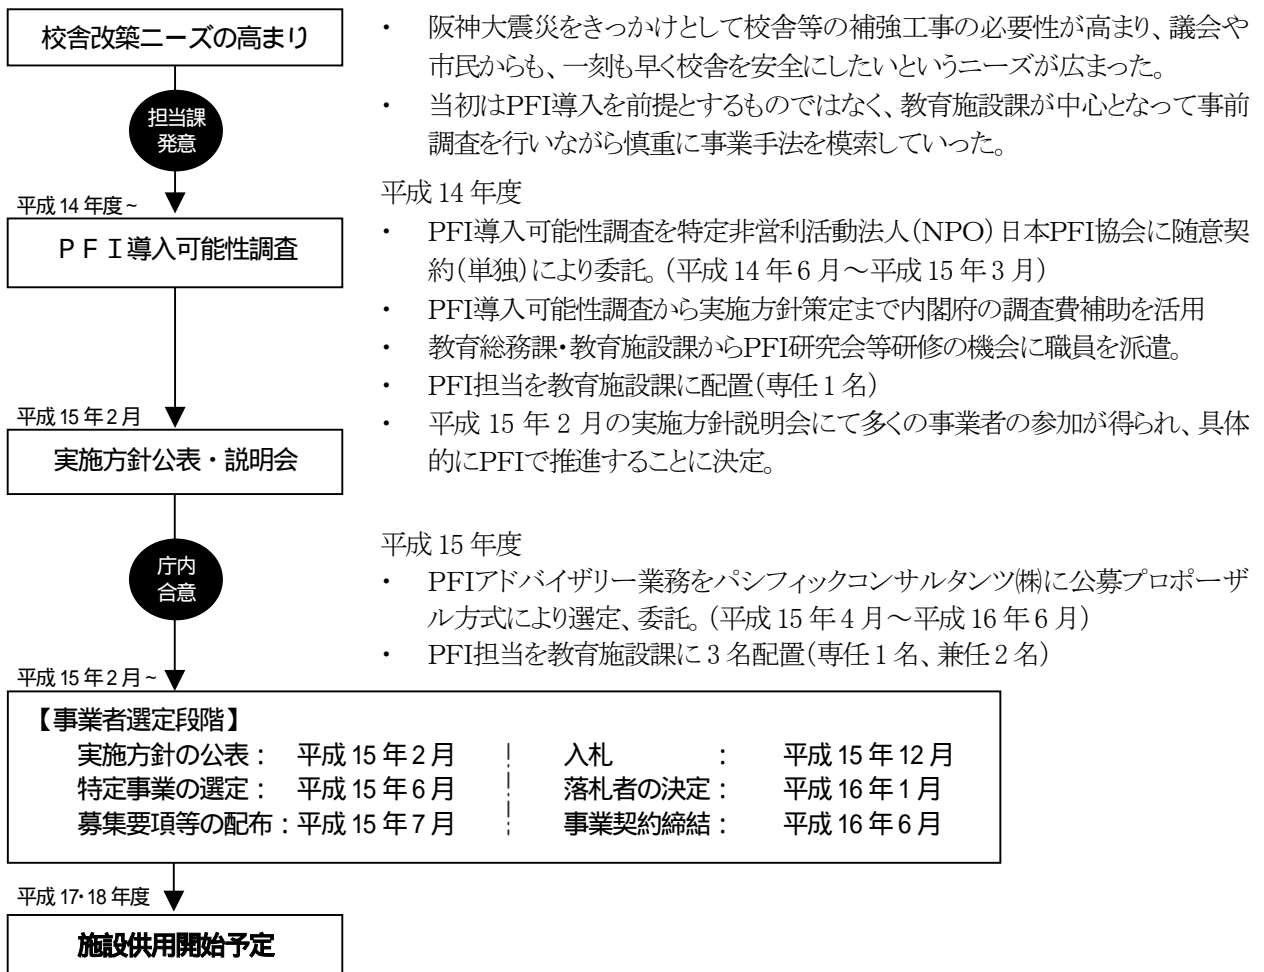 校舎改築ニーズの高まり
・ 阪神大震災をきっかけとして校舎等の補強工事の必要性が高まり、議会や
市民からも、一刻も早く校舎を安全にしたいというニーズが広まった。
・ 当初はPFI導入を前提とするものではなく、教育施設課が中心となって事前
調査を行いながら慎重に事業手法を模索していった。
担当課
発意
平成14年度~
PFI導入可能性調査
平成14年度
・ PFI導入可能性調査を特定非営利活動法人(NPO)日本PFI協会に随意契
約(単独)により委託。(平成14年6月~平成15年3月)
・ PFI導入可能性調査から実施方針策定まで内閣府の調査費補助を活用
・ 教育総務課・教育施設課からPFI研究会等研修の機会に職員を派遣。
・ PFI担当を教育施設課に配置(専任1名)
・ 平成15年2月の実施方針説明会にて多くの事業者の参加が得られ、具体
的にPFIで推進することに決定。
平成15年2月
実施方針公表・説明会
庁内
合意
平成15年度
・ PFIアドバイザリー業務をパシフィックコンサルタンツ㈱に公募プロポーザ
ル方式により選定、委託。(平成15年4月~平成16年6月)
・ PFI担当を教育施設課に3名配置(専任1名、兼任2名)
平成15年2月~
【事業者選定段階】
実施方針の公表: 平成15年2月 入札 : 平成15年12月
特定事業の選定: 平成15年6月 落札者の決定: 平成16年1月
募集要項等の配布:平成15年7月 事業契約締結: 平成16年6月
平成17・18年度
施設供用開始予定